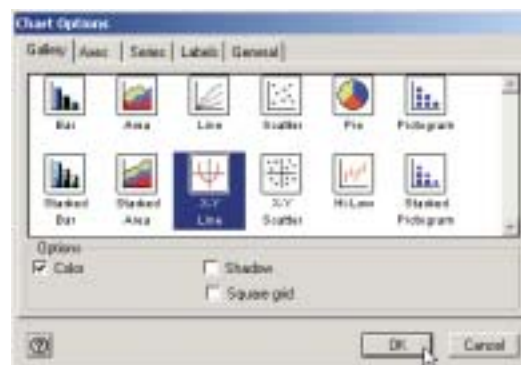 Chart Options
Gallery Axes Series Labels General
Bar Area Line Scatter Pie Pictogram
Stacked Bar Stacked Area X-Y Line X-Y Scatter Hi-Low Stacked Pictogram
Options
Color Shadow
Square grid
OK Cancel